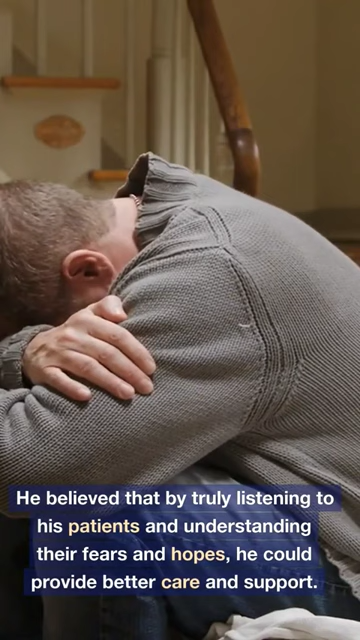 He believed that by truly listening to
his patients and understanding
their fears and hopes, he could
provide better care and support.